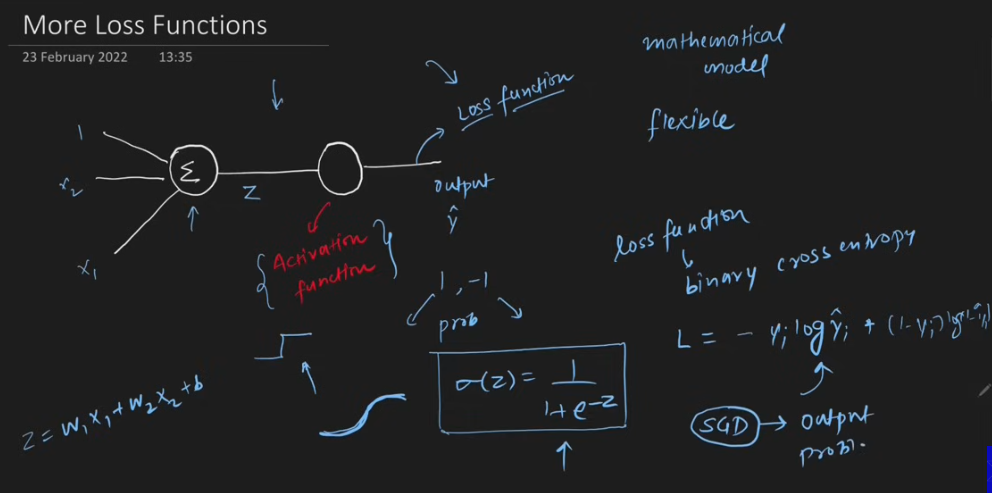 More Loss Functions
23 February 2022 13:35
mathematical
model
flexible
Loss function
1
x₂
x₁
Σ
Z
output
ŷ
{ Activation
function }
loss function
binary cross entropy
1, -1
prob
L = - yᵢ log ŷᵢ + (1-yᵢ) log(1-ŷᵢ)
σ(z) = 1 / 1 + e⁻ᶻ
z = w₁x₁ + w₂x₂ + b
SGD → output
prob.